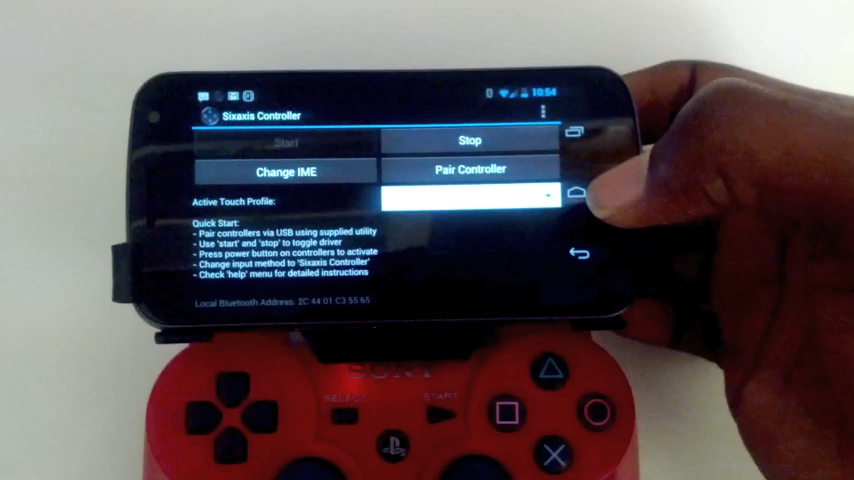 10:54
Sixaxis Controller
Start
Stop
Change IME
Pair Controller
Active Touch Profile:
Quick Start:
- Pair controllers via USB using supplied utility
- Use 'start' and 'stop' to toggle driver
- Press power button on controllers to activate
- Change input method to 'Sixaxis Controller'
- Check 'help' menu for detailed instructions
Local Bluetooth Address: 2C:44:01:C3:55:65
SONY
SELECT
START